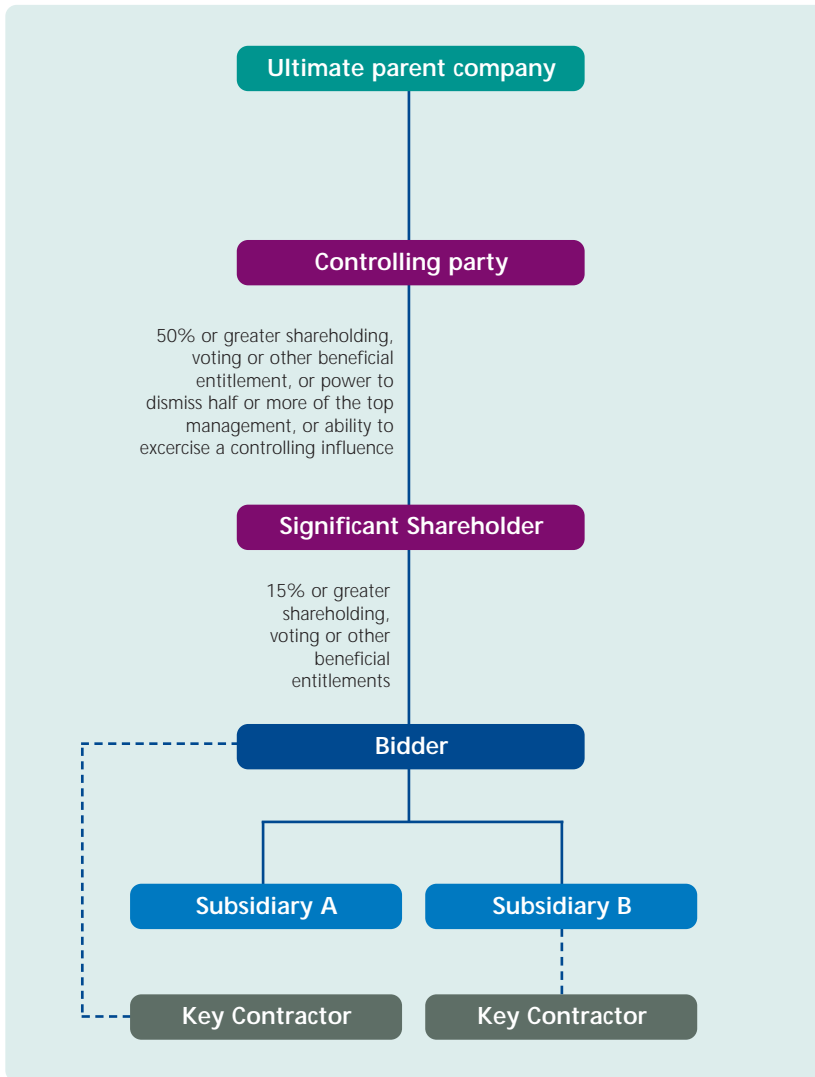 Ultimate parent company
Controlling party
50% or greater shareholding,
voting or other beneficial
entitlement, or power to
dismiss half or more of the top
management, or ability to
excercise a controlling influence
Significant Shareholder
15% or greater
shareholding,
voting or other
beneficial
entitlements
Bidder
Subsidiary A
Subsidiary B
Key Contractor
Key Contractor